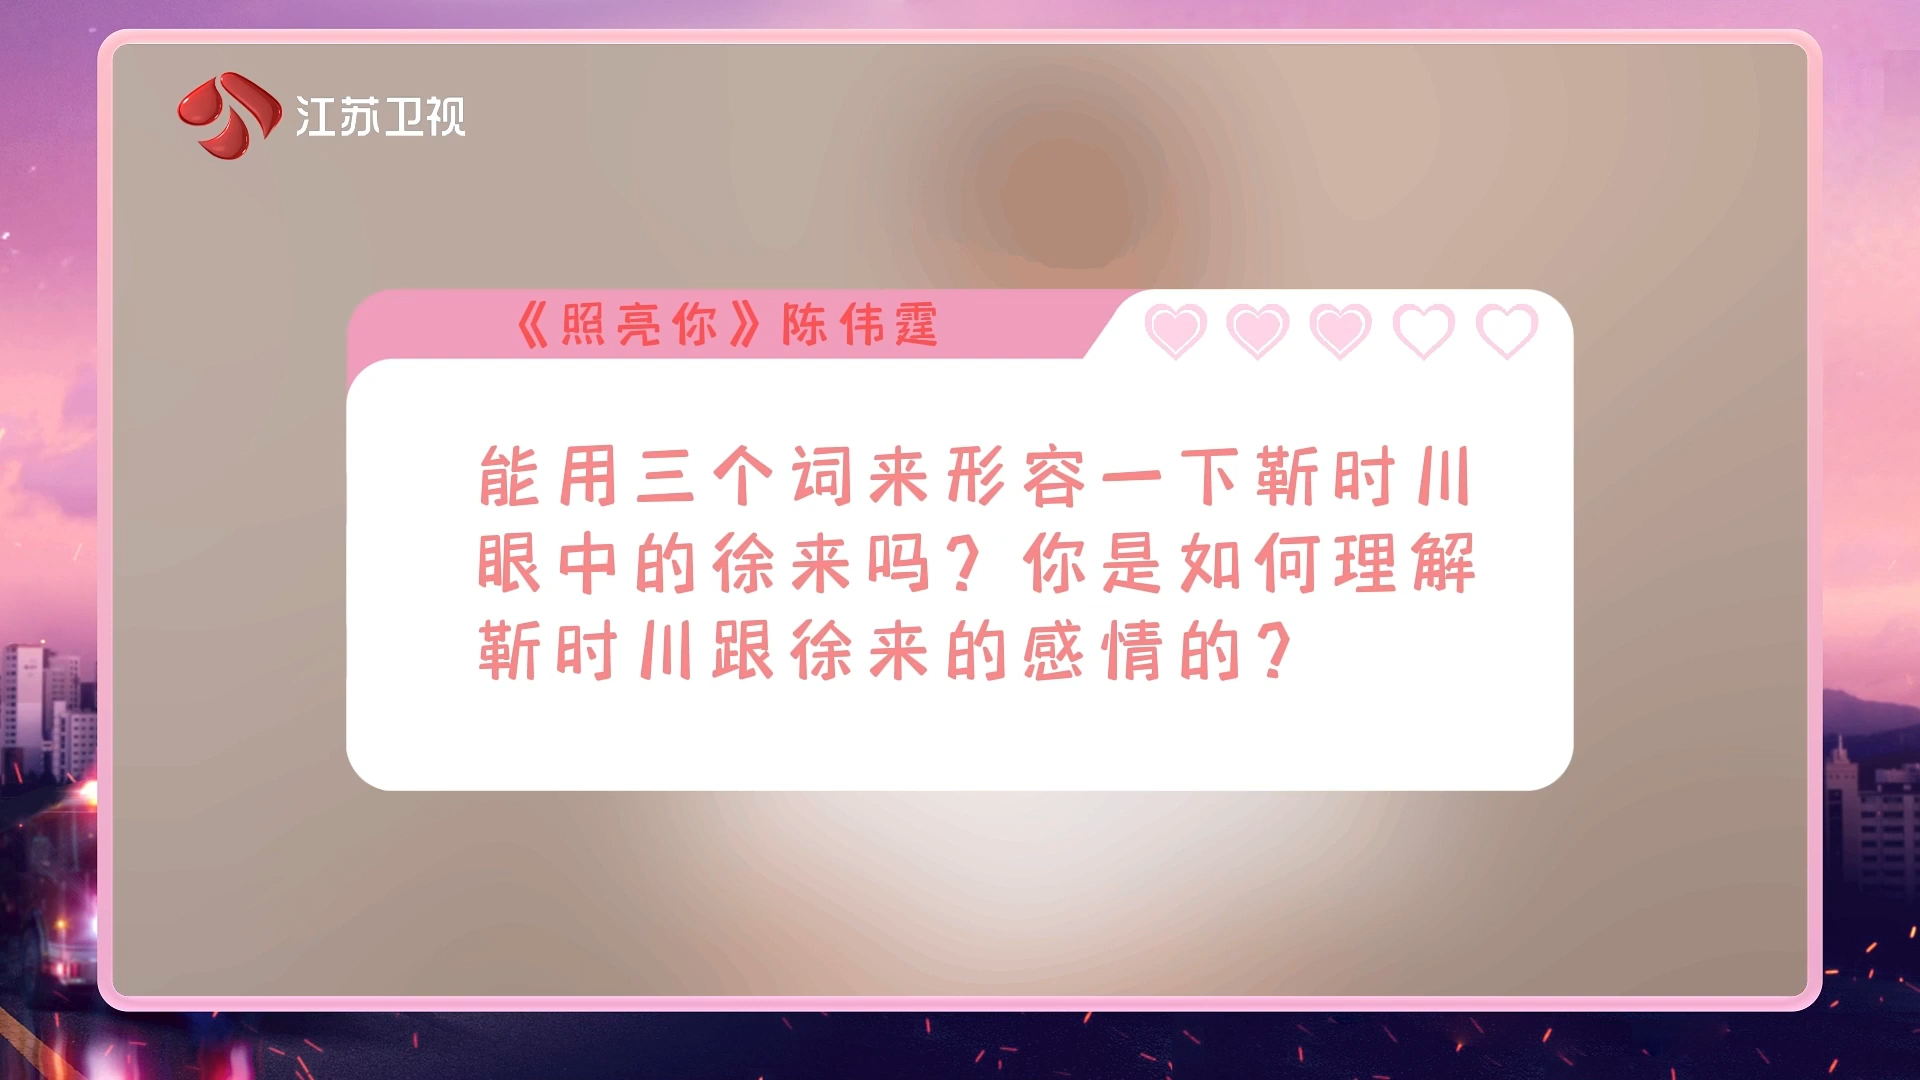 江苏卫视
《照亮你》陈伟霆
能用三个词来形容一下靳时川
眼中的徐来吗？你是如何理解
靳时川跟徐来的感情的？